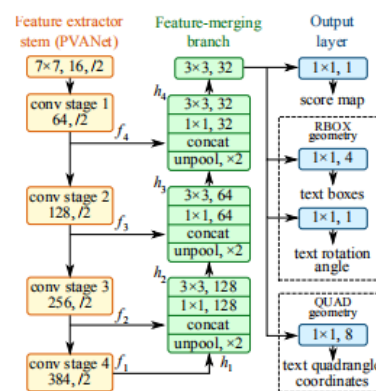 Feature extractor
stem (PVANet)
7×7, 16, /2
conv stage 1
64, /2
f4
conv stage 2
128, /2
f3
conv stage 3
256, /2
f2
conv stage 4
384, /2
f1
Feature-merging
branch
3×3, 32
h4
3×3, 32
1×1, 32
concat
unpool, ×2
h3
3×3, 64
1×1, 64
concat
unpool, ×2
h2
3×3, 128
1×1, 128
concat
unpool, ×2
h1
Output
layer
1×1, 1
score map
RBOX
geometry
1×1, 4
text boxes
1×1, 1
text rotation
angle
QUAD
geometry
1×1, 8
text quadrangle
coordinates